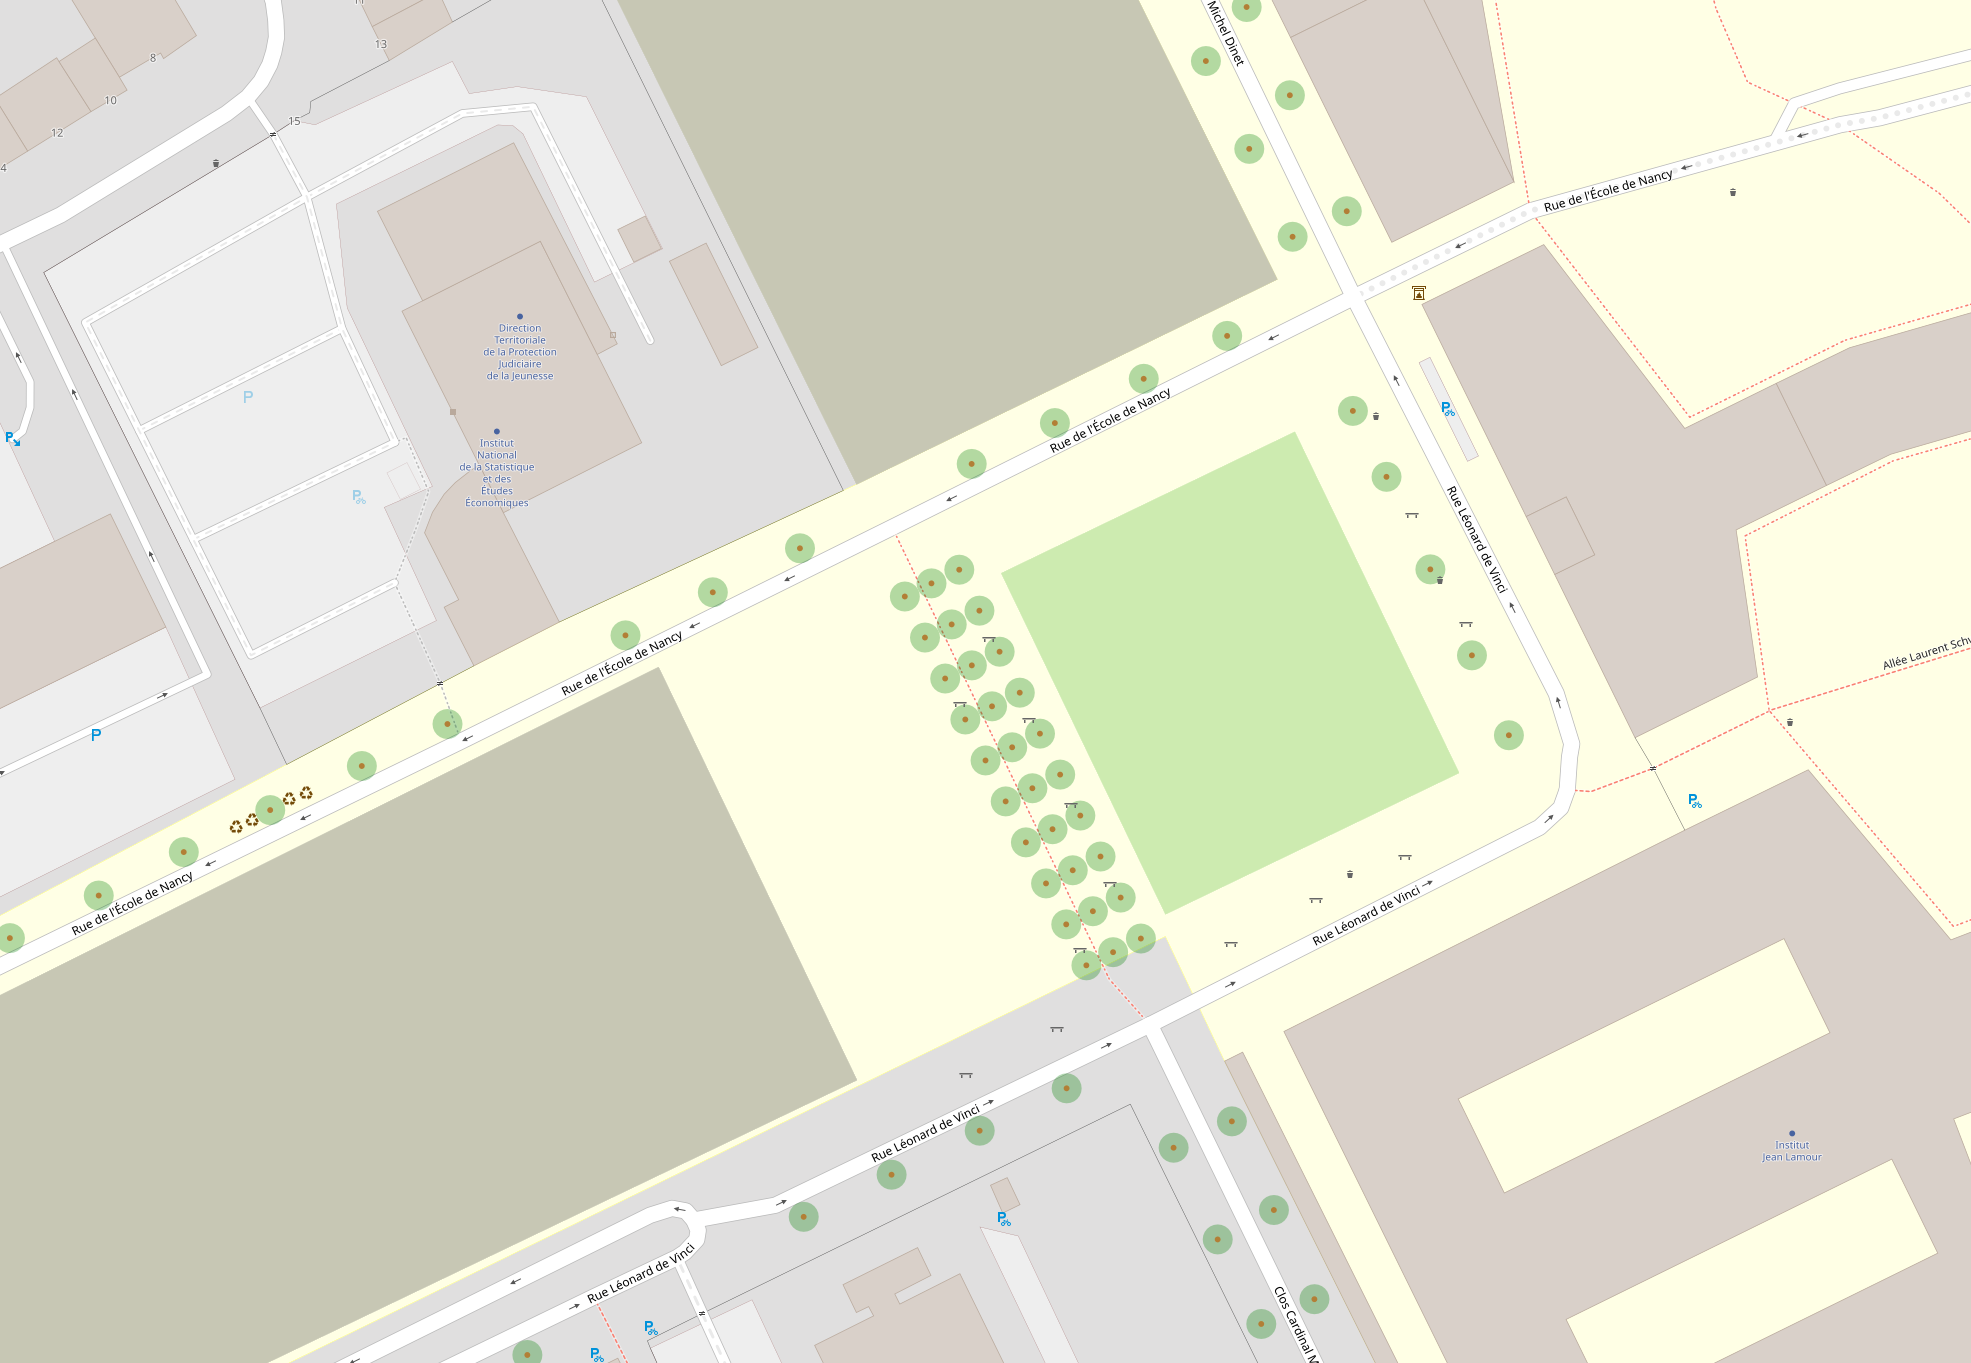 11
13
8
10
12
4
15
Michel Dinet
Rue de l'École de Nancy
Direction
Territoriale
de la Protection
Judiciaire
de la Jeunesse
P
P
Rue de l'École de Nancy
P
Institut
National
de la Statistique
et des
Études
Économiques
P
Rue Léonard de Vinci
Rue de l'École de Nancy
Allée Laurent Schw
P
P
Rue de l'École de Nancy
Rue Léonard de Vinci
Rue Léonard de Vinci
Institut
Jean Lamour
P
Rue Léonard de Vinci
Clos Cardinal M
P
P